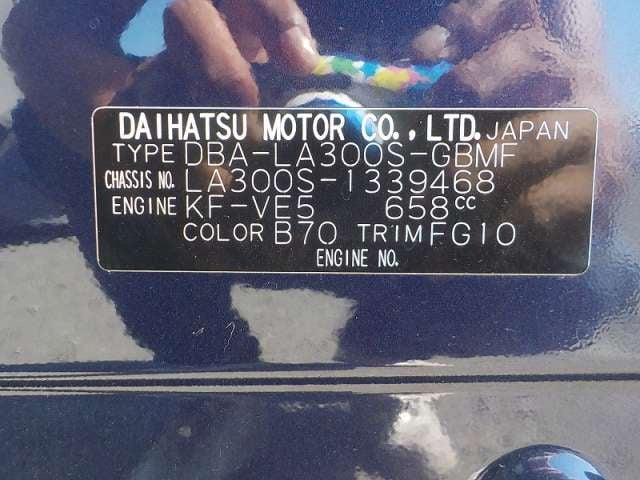 DAIHATSU MOTOR CO., LTD. JAPAN
TYPE DBA-LA300S-GBMF
CHASSIS NO. LA300S-1339468
ENGINE KF-VE5 658cc
COLOR B70 TRIM FG10
ENGINE NO.